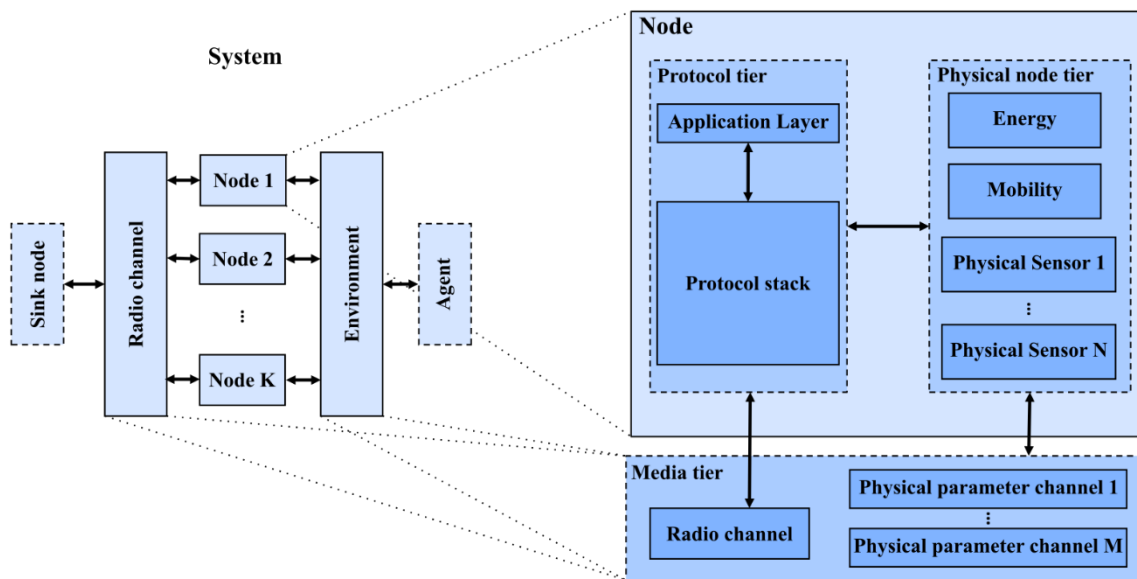 System
Sink node
Radio channel
Node 1
Node 2
...
Node K
Environment
Agent
Node
Protocol tier
Application Layer
Protocol stack
Physical node tier
Energy
Mobility
Physical Sensor 1
...
Physical Sensor N
Media tier
Radio channel
Physical parameter channel 1
...
Physical parameter channel M